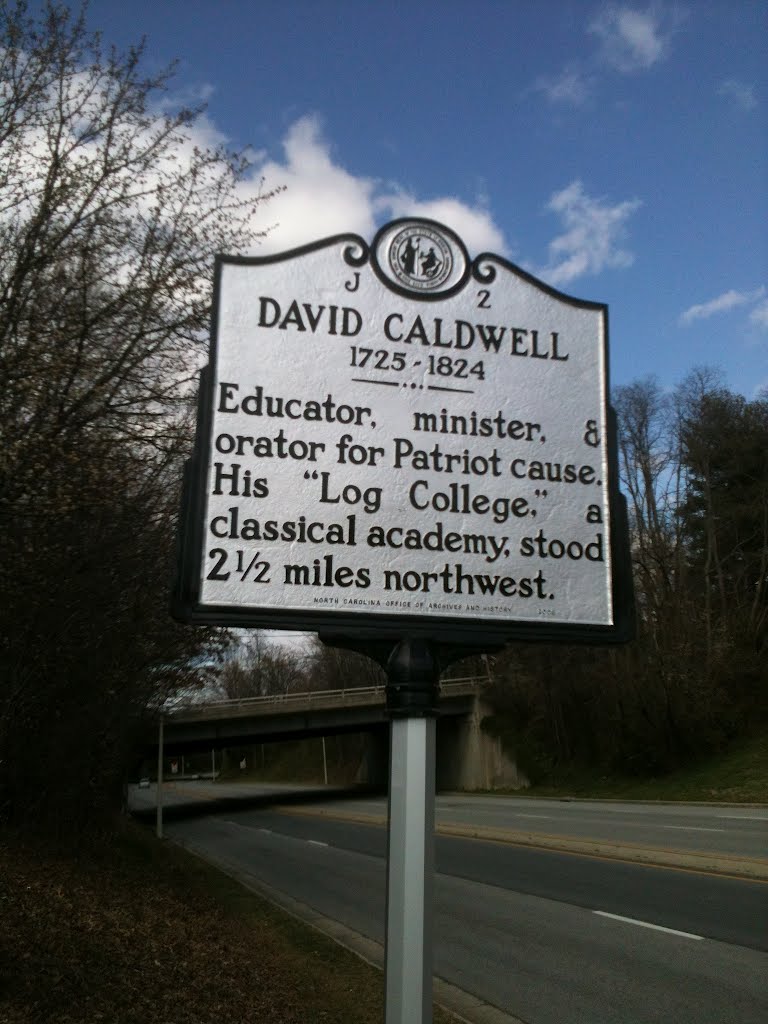 J 2
DAVID CALDWELL
1725 - 1824
Educator, minister, &
orator for Patriot cause.
His "Log College," a
classical academy, stood
2½ miles northwest.
NORTH CAROLINA OFFICE OF ARCHIVES AND HISTORY